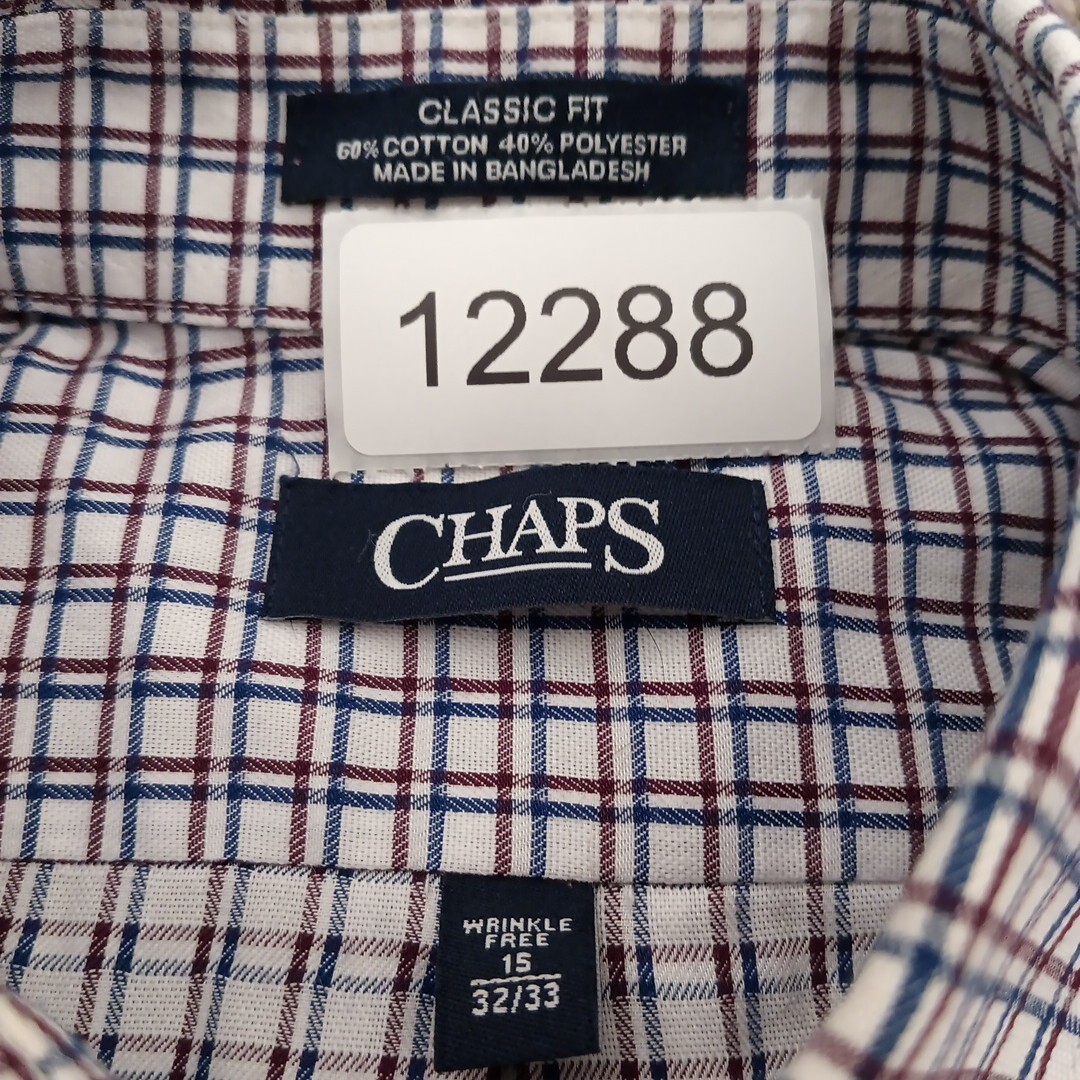 CLASSIC FIT
60% COTTON 40% POLYESTER
MADE IN BANGLADESH
12288
CHAPS
WRINKLE
FREE
15
32/33